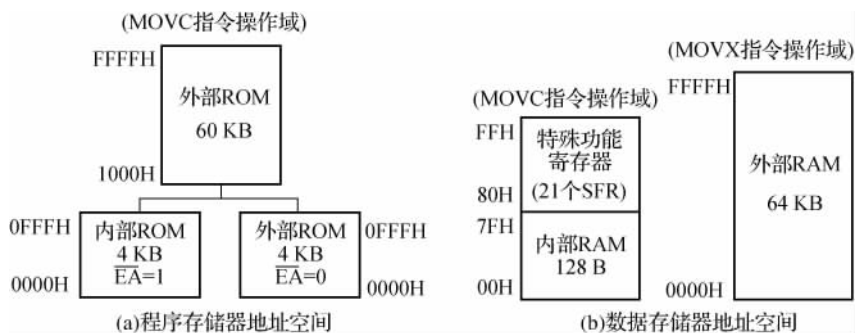 (MOVC指令操作域)
FFFFH
外部ROM
60 KB
1000H
0FFFH
内部ROM
4 KB
E̅A̅=1
0000H
外部ROM
4 KB
E̅A̅=0
0FFFH
0000H
(a)程序存储器地址空间
(MOVC指令操作域)
FFH
特殊功能
寄存器
(21个SFR)
80H
7FH
内部RAM
128 B
00H
(MOVX指令操作域)
FFFFH
外部RAM
64 KB
0000H
(b)数据存储器地址空间